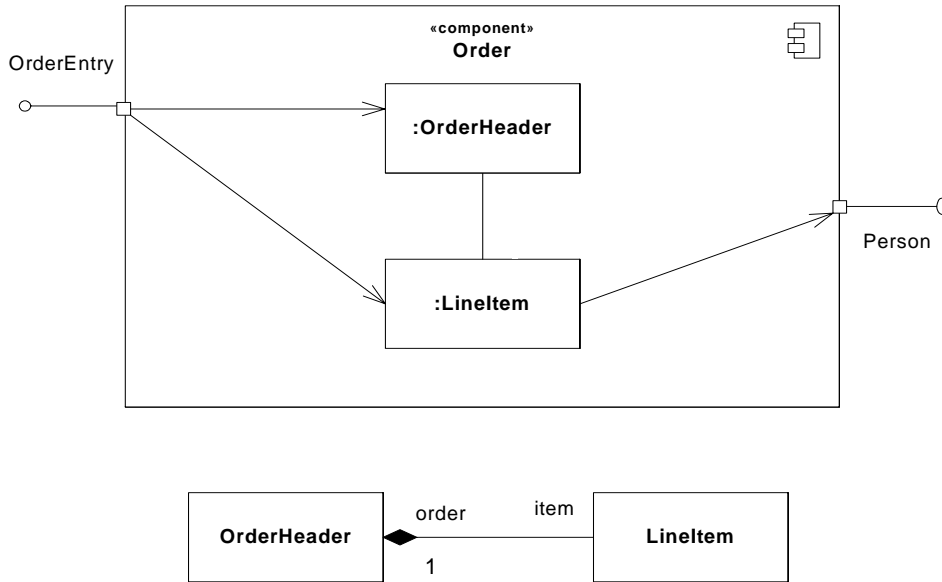 «component»
Order
OrderEntry
:OrderHeader
Person
:LineItem
order
item
OrderHeader
LineItem
1